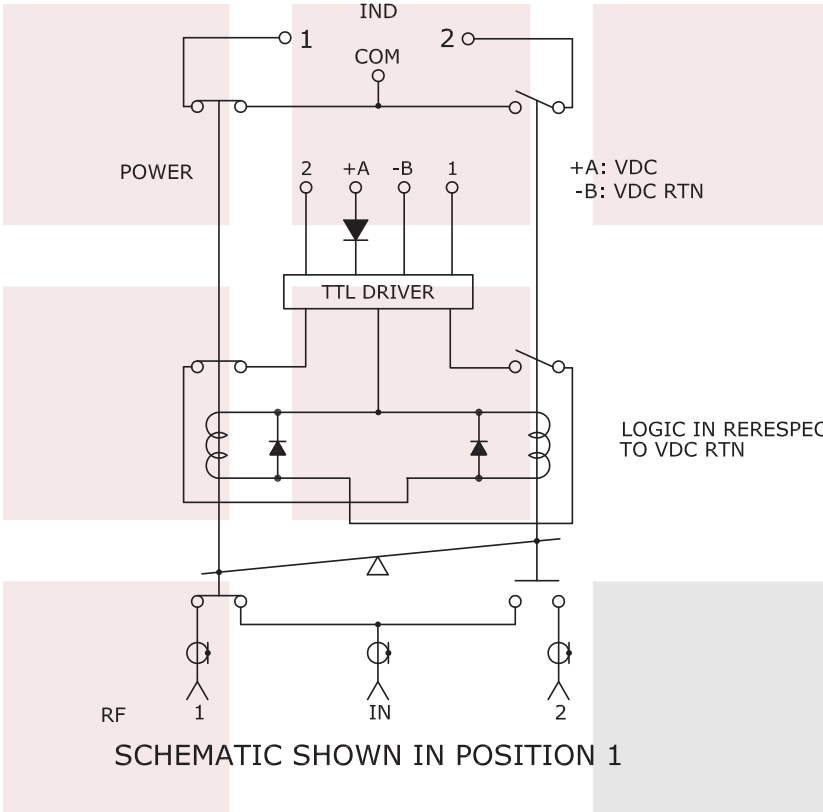 IND
1
2
COM
POWER
2 +A -B 1
+A: VDC
-B: VDC RTN
TTL DRIVER
LOGIC IN RERESPEC
TO VDC RTN
RF
1
IN
2
SCHEMATIC SHOWN IN POSITION 1